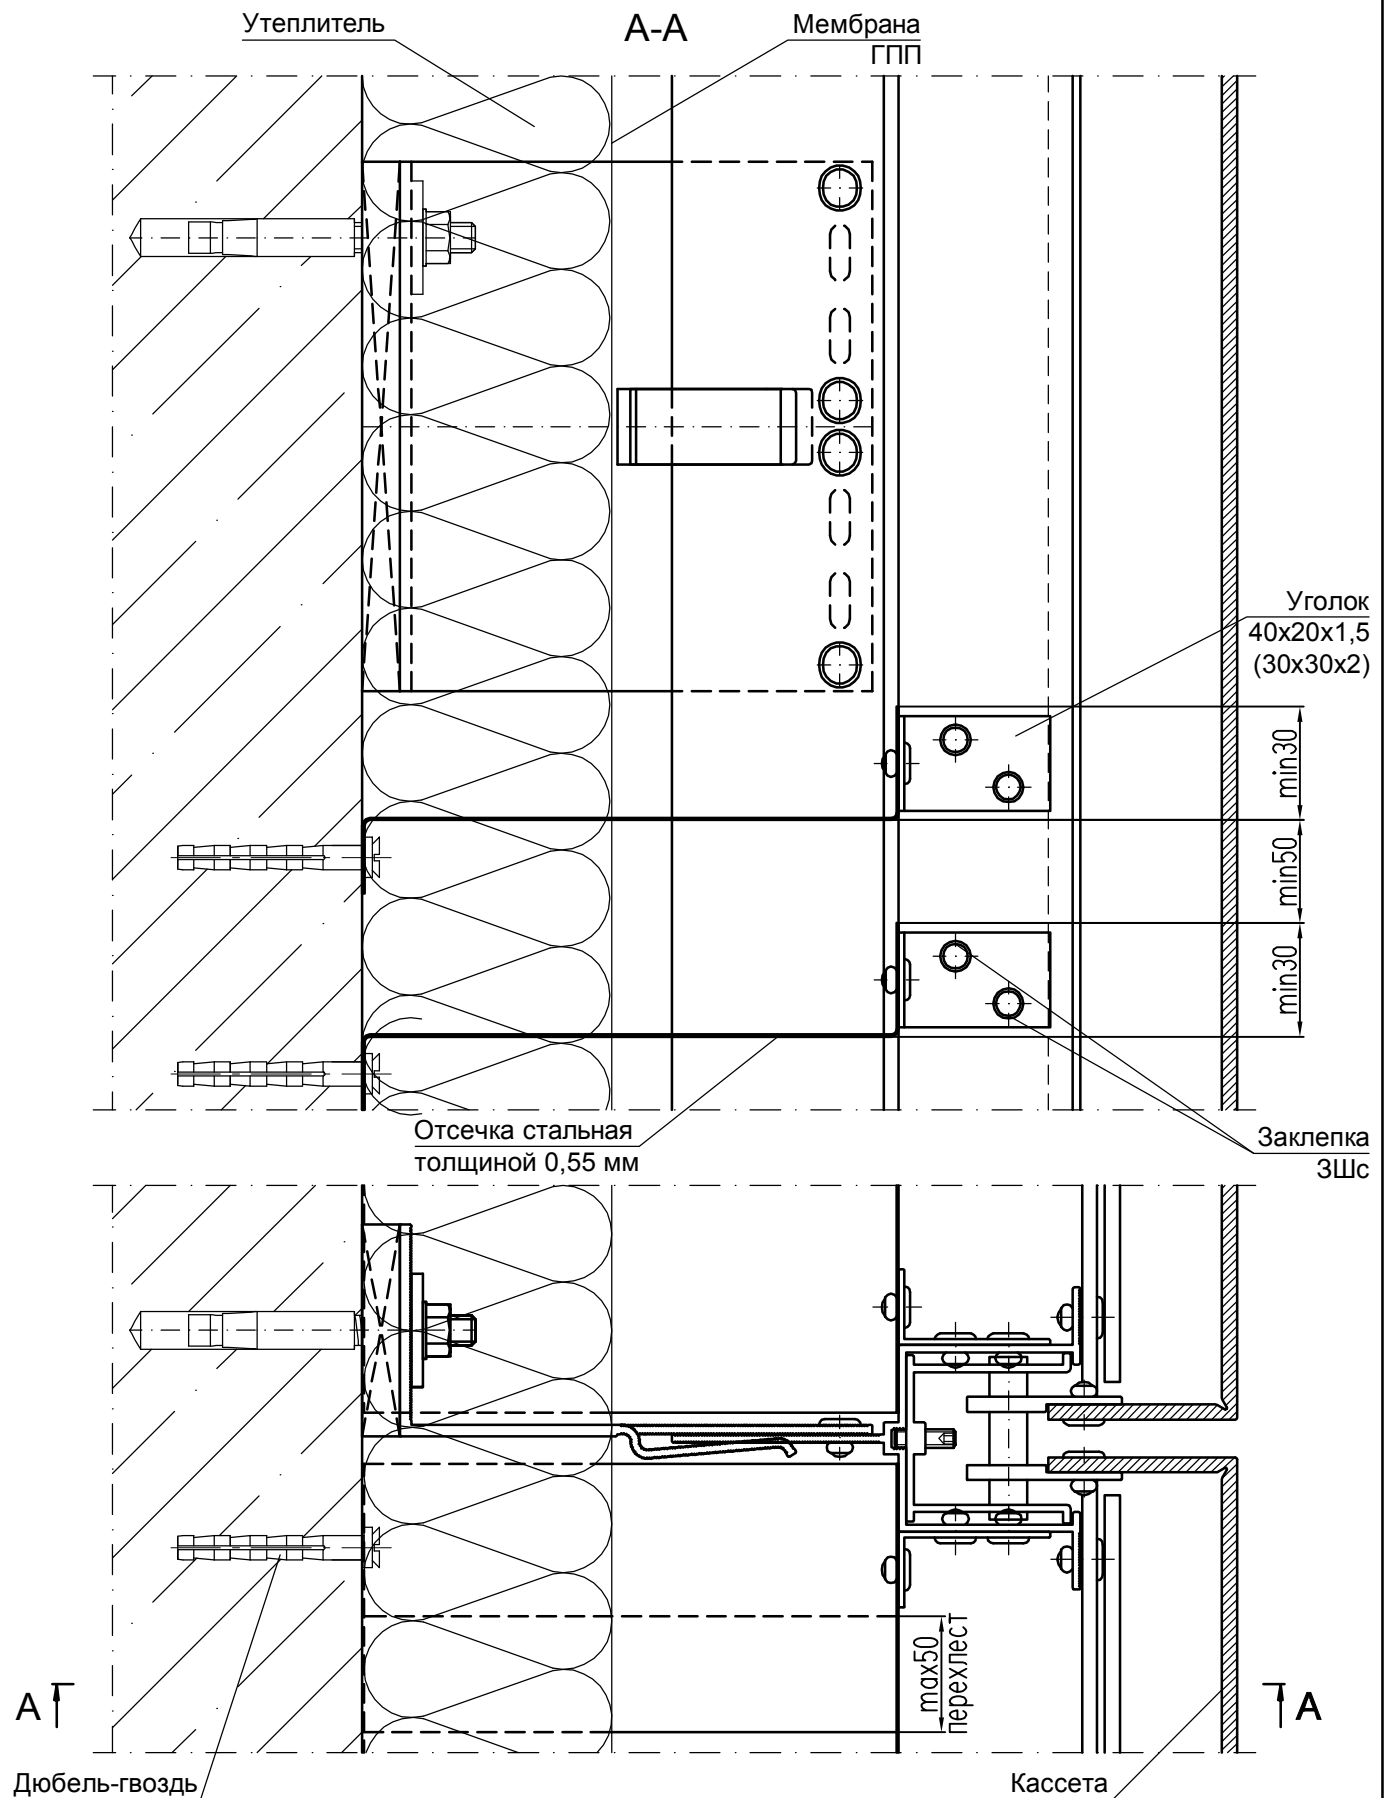 Утеплитель
А-А
Мембрана
ГПП
Уголок
40х20х1,5
(30х30х2)
min30
min50
min30
Отсечка стальная
толщиной 0,55 мм
Заклепка
ЗШс
max50
перехлест
А
А
Дюбель-гвоздь
Кассета